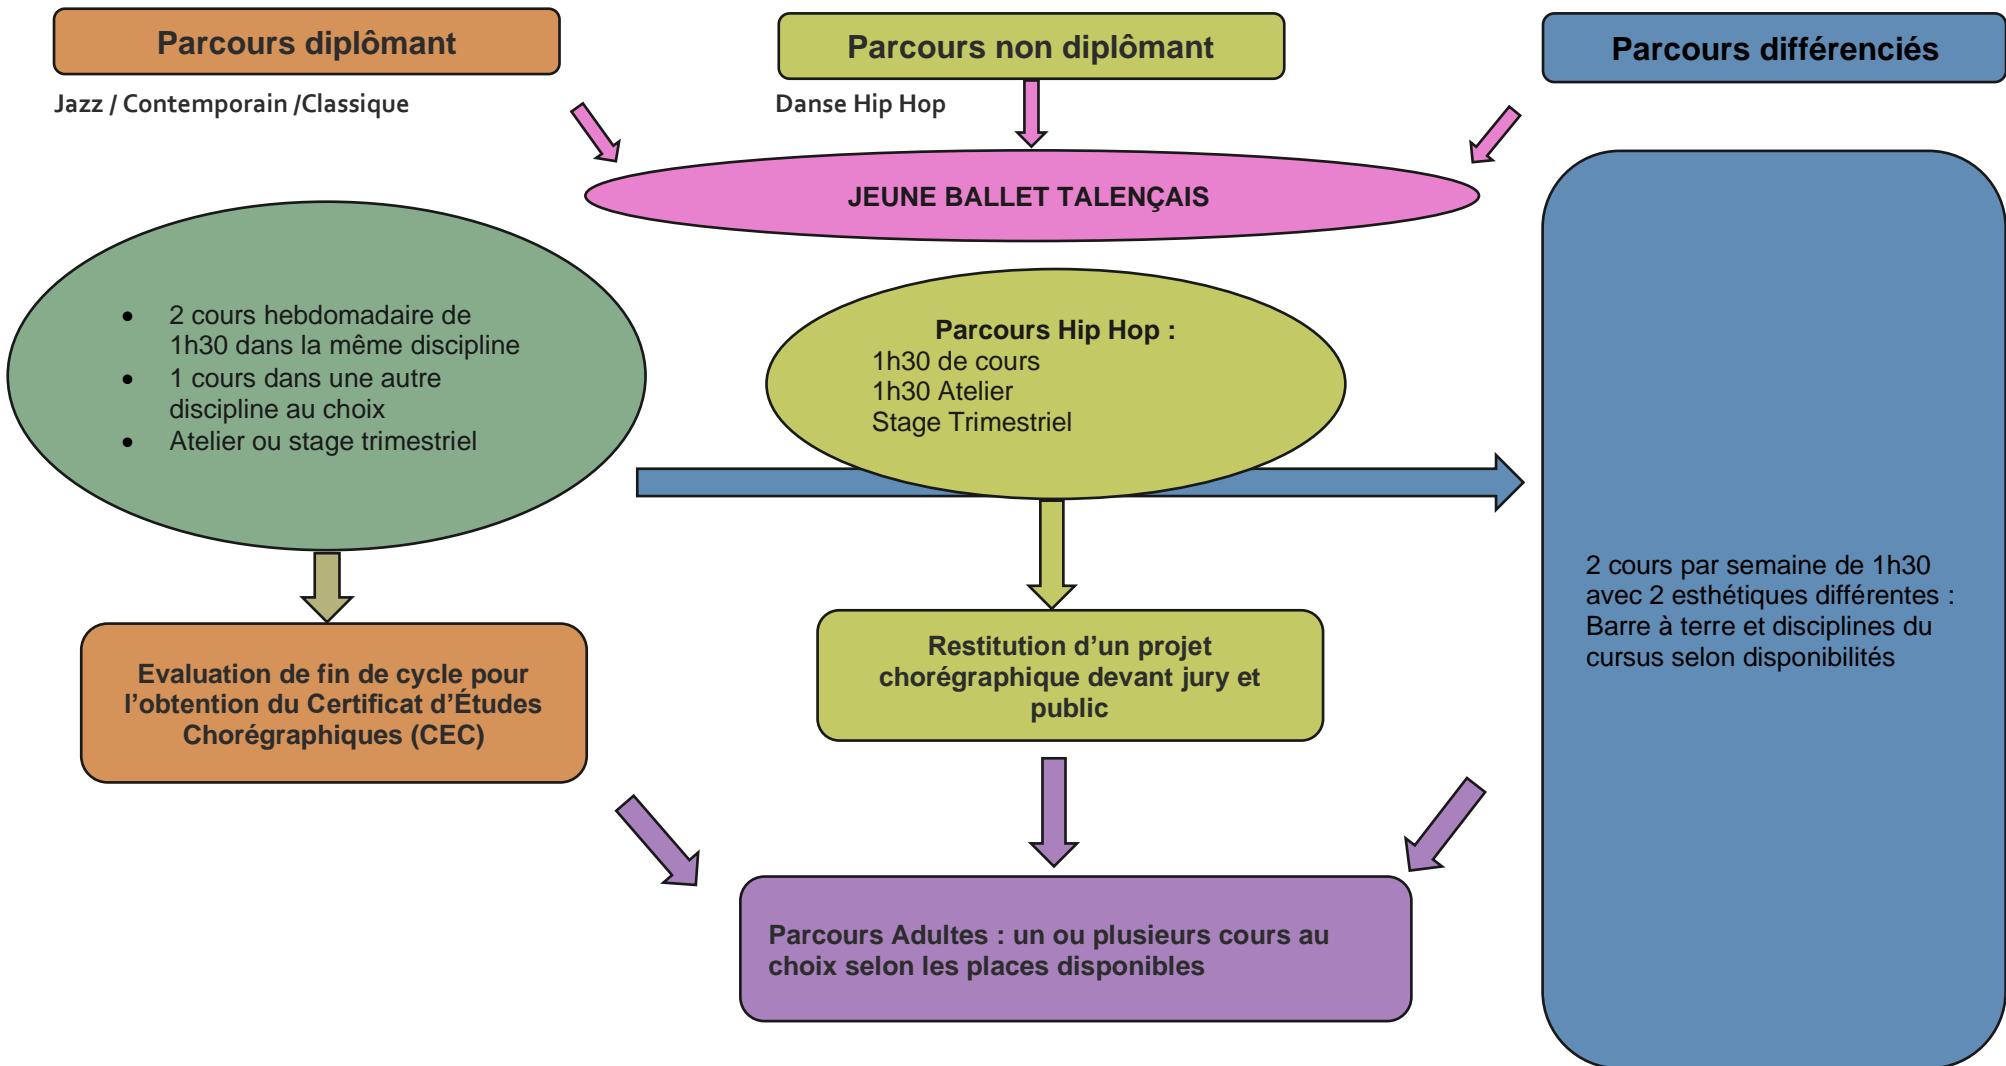 Parcours diplômant
Parcours non diplômant
Parcours différenciés
Jazz / Contemporain /Classique
Danse Hip Hop
JEUNE BALLET TALENÇAIS
• 2 cours hebdomadaire de
1h30 dans la même discipline
• 1 cours dans une autre
discipline au choix
• Atelier ou stage trimestriel
Parcours Hip Hop :
1h30 de cours
1h30 Atelier
Stage Trimestriel
2 cours par semaine de 1h30
avec 2 esthétiques différentes :
Barre à terre et disciplines du
cursus selon disponibilités
Evaluation de fin de cycle pour
l’obtention du Certificat d’Études
Chorégraphiques (CEC)
Restitution d’un projet
chorégraphique devant jury et
public
Parcours Adultes : un ou plusieurs cours au
choix selon les places disponibles